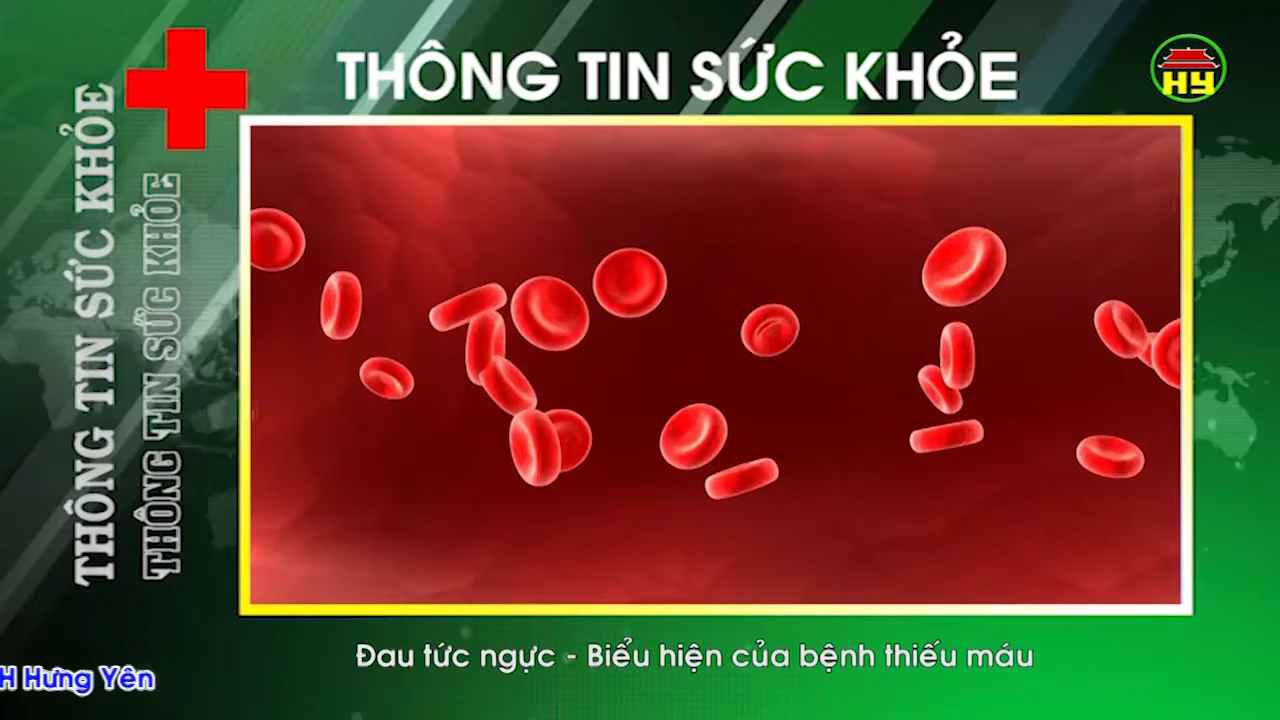 THÔNG TIN SỨC KHỎE
HY
THÔNG TIN SỨC KHỎE
THÔNG TIN SỨC KHỎE
Đau tức ngực - Biểu hiện của bệnh thiếu máu
H Hưng Yên